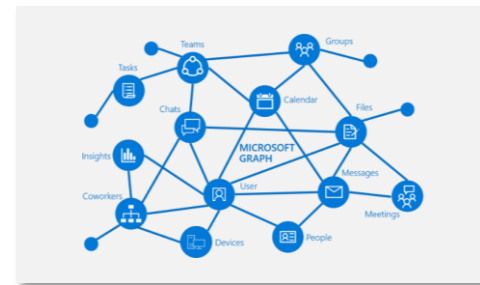 Teams
Groups
Tasks
Calendar
Chats
Files
MICROSOFT
GRAPH
Insights
Messages
User
Coworkers
Meetings
People
Devices